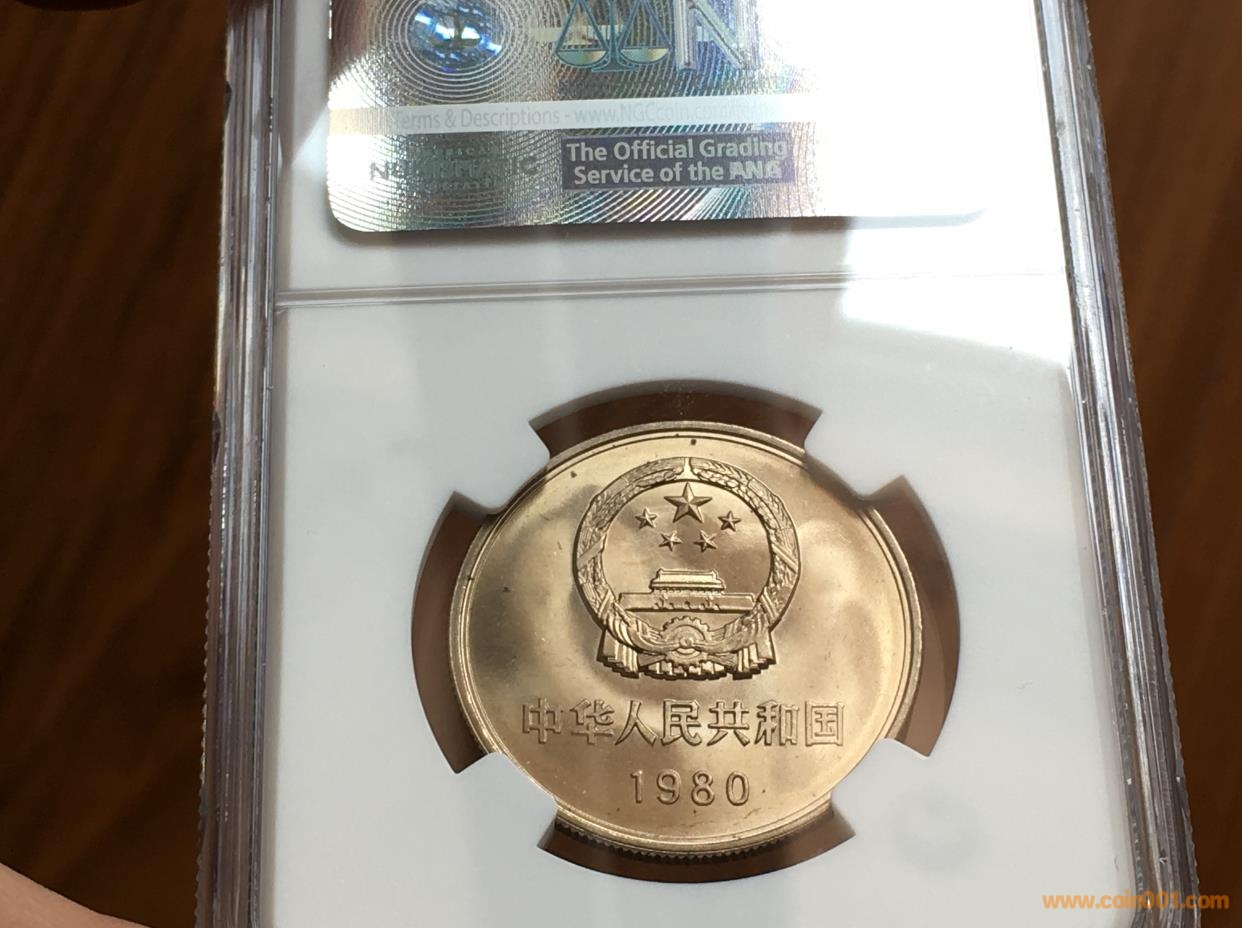 N
Terms & Descriptions - www.NGCcoin.com
The Official Grading
Service of the ANA
中华人民共和国
1980
www.coin001.com